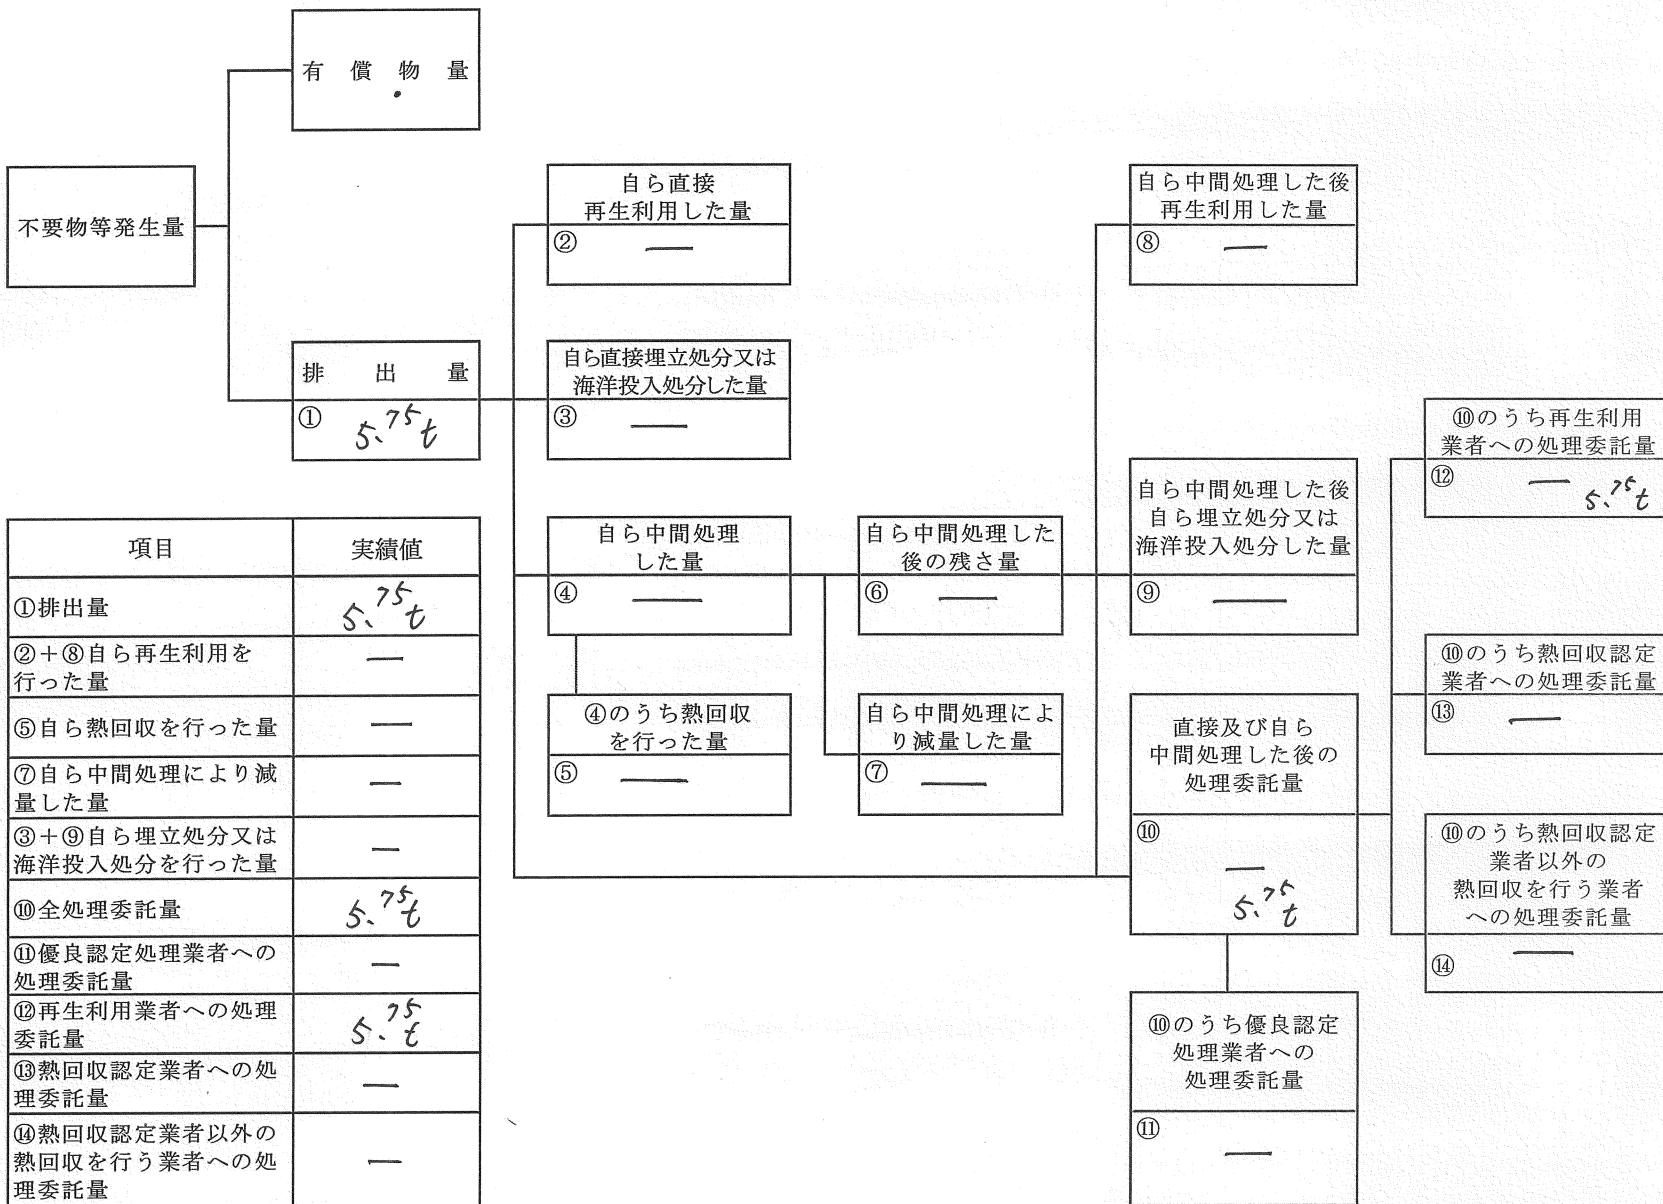 有償物量
不要物等発生量
排出量
① 5.75t
自ら直接
再生利用した量
②
―
自ら直接埋立処分又は
海洋投入処分した量
③
―
自ら中間処理
した量
④
―
④のうち熱回収
を行った量
⑤
―
自ら中間処理した
後の残さ量
⑥
―
自ら中間処理によ
り減量した量
⑦
―
自ら中間処理した後
再生利用した量
⑧
―
自ら中間処理した後
自ら埋立処分又は
海洋投入処分した量
⑨
―
直接及び自ら
中間処理した後の
処理委託量
⑩
―
5.75t
⑩のうち優良認定
処理業者への
処理委託量
⑪
―
⑩のうち再生利用
業者への処理委託量
⑫
― 5.75t
⑩のうち熱回収認定
業者への処理委託量
⑬
―
⑩のうち熱回収認定
業者以外の
熱回収を行う業者
への処理委託量
⑭
―
項目 実績値
①排出量 5.75t
②+⑧自ら再生利用を
行った量 ―
⑤自ら熱回収を行った量 ―
⑦自ら中間処理により減
量した量 ―
③+⑨自ら埋立処分又は
海洋投入処分を行った量 ―
⑩全処理委託量 5.75t
⑪優良認定処理業者への
処理委託量 ―
⑫再生利用業者への処理
委託量 5.75t
⑬熱回収認定業者への処
理委託量 ―
⑭熱回収認定業者以外の
熱回収を行う業者への処
理委託量 ―